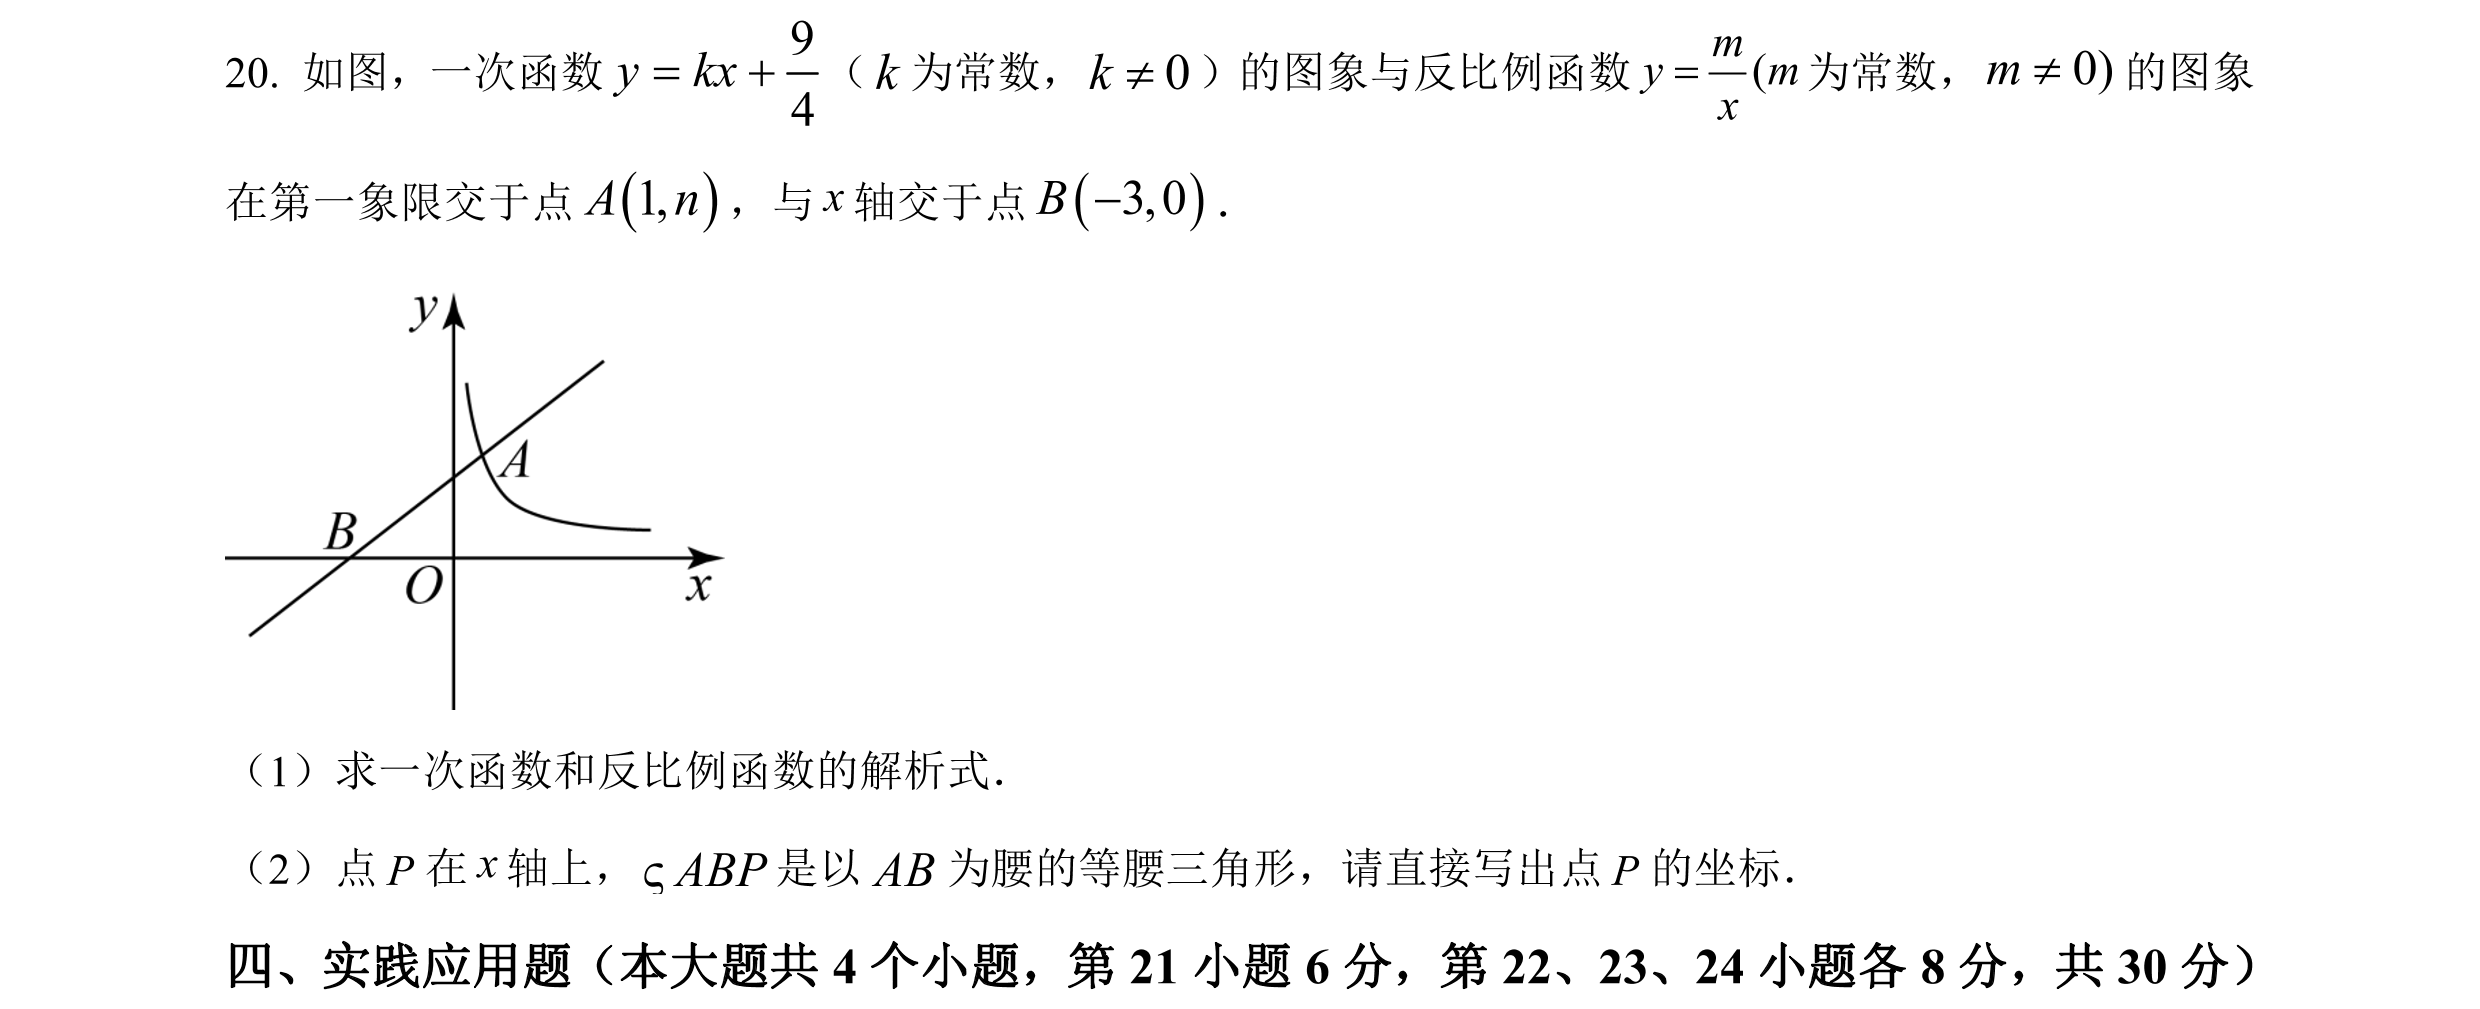 20. 如图，一次函数 y = kx + 9/4（k 为常数，k ≠ 0）的图象与反比例函数 y = m/x (m 为常数，m ≠ 0) 的图象
在第一象限交于点 A(1, n)，与 x 轴交于点 B(−3, 0).
y
A
B
O
x
（1）求一次函数和反比例函数的解析式.
（2）点 P 在 x 轴上，ςABP 是以 AB 为腰的等腰三角形，请直接写出点 P 的坐标.
四、实践应用题（本大题共 4 个小题，第 21 小题 6 分，第 22、23、24 小题各 8 分，共 30 分）